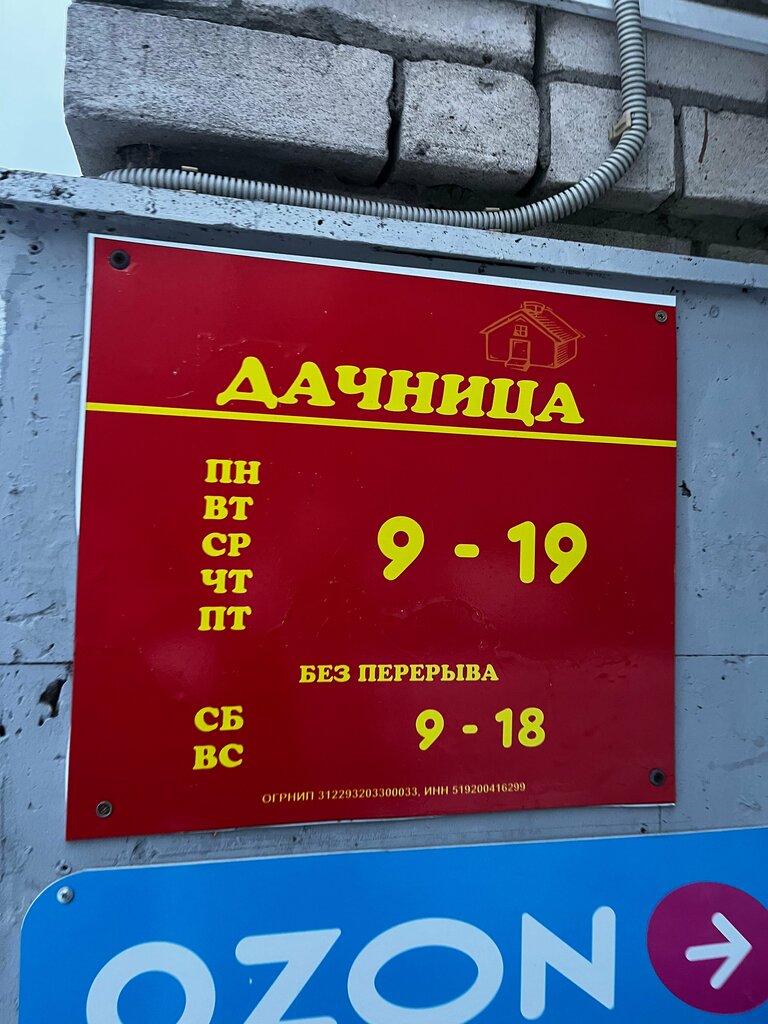 ДАЧНИЦА
ПН
ВТ
СР
ЧТ
ПТ
9 - 19
БЕЗ ПЕРЕРЫВА
СБ
ВС
9 - 18
ОГРНИП 312293203300033, ИНН 519200416299
OZON